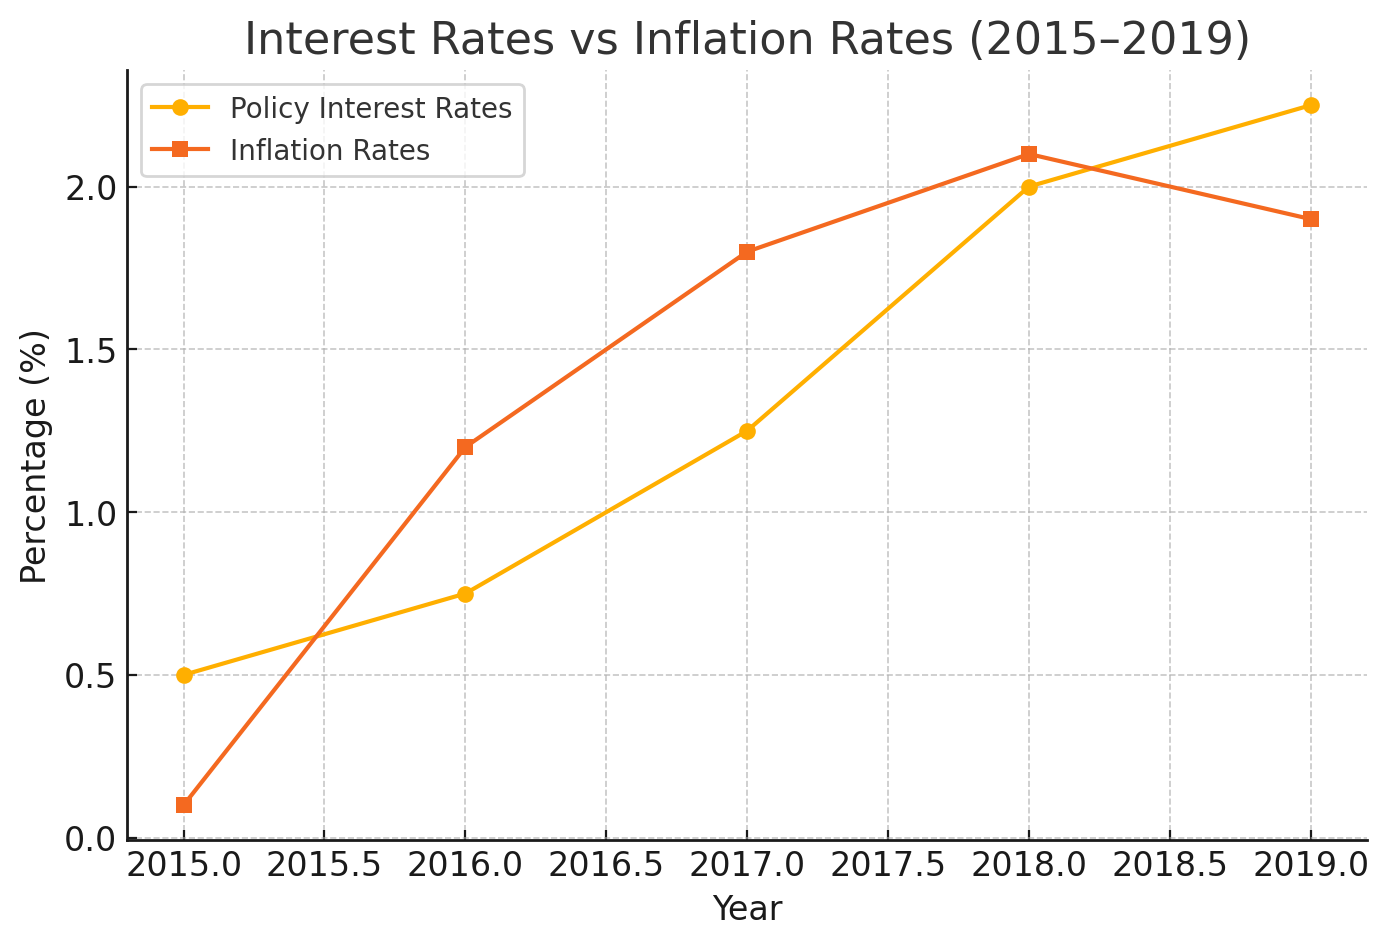 Interest Rates vs Inflation Rates (2015–2019)
Policy Interest Rates
Inflation Rates
Percentage (%)
2.0
1.5
1.0
0.5
0.0
2015.0 2015.5 2016.0 2016.5 2017.0 2017.5 2018.0 2018.5 2019.0
Year